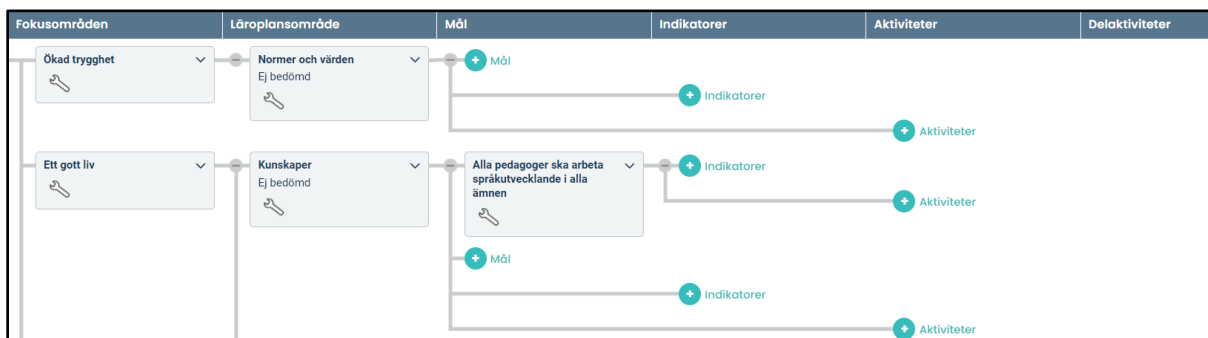 Fokusområden Läroplansområde Mål Indikatorer Aktiviteter Delaktiviteter
Ökad trygghet
Normer och värden
Ej bedömd
Mål
Indikatorer
Aktiviteter
Ett gott liv
Kunskaper
Ej bedömd
Alla pedagoger ska arbeta
språkutvecklande i alla
ämnen
Indikatorer
Aktiviteter
Mål
Indikatorer
Aktiviteter